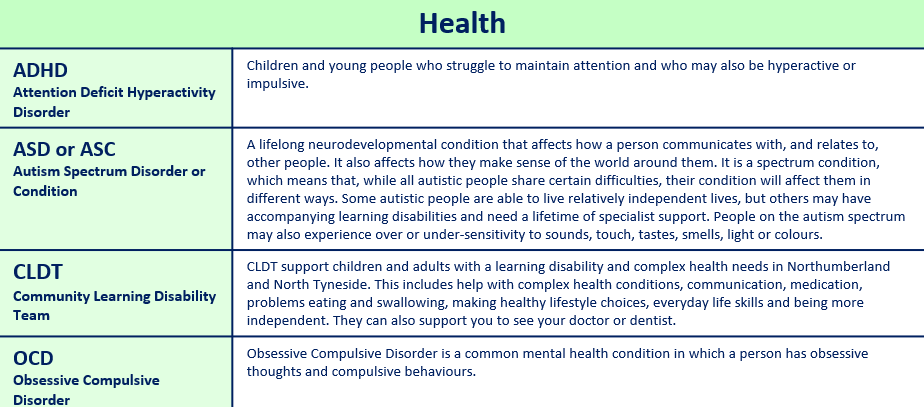 Health
ADHD
Attention Deficit Hyperactivity
Disorder
Children and young people who struggle to maintain attention and who may also be hyperactive or
impulsive.
ASD or ASC
Autism Spectrum Disorder or
Condition
A lifelong neurodevelopmental condition that affects how a person communicates with, and relates to,
other people. It also affects how they make sense of the world around them. It is a spectrum condition,
which means that, while all autistic people share certain difficulties, their condition will affect them in
different ways. Some autistic people are able to live relatively independent lives, but others may have
accompanying learning disabilities and need a lifetime of specialist support. People on the autism spectrum
may also experience over or under-sensitivity to sounds, touch, tastes, smells, light or colours.
CLDT
Community Learning Disability
Team
CLDT support children and adults with a learning disability and complex health needs in Northumberland
and North Tyneside. This includes help with complex health conditions, communication, medication,
problems eating and swallowing, making healthy lifestyle choices, everyday life skills and being more
independent. They can also support you to see your doctor or dentist.
OCD
Obsessive Compulsive
Disorder
Obsessive Compulsive Disorder is a common mental health condition in which a person has obsessive
thoughts and compulsive behaviours.